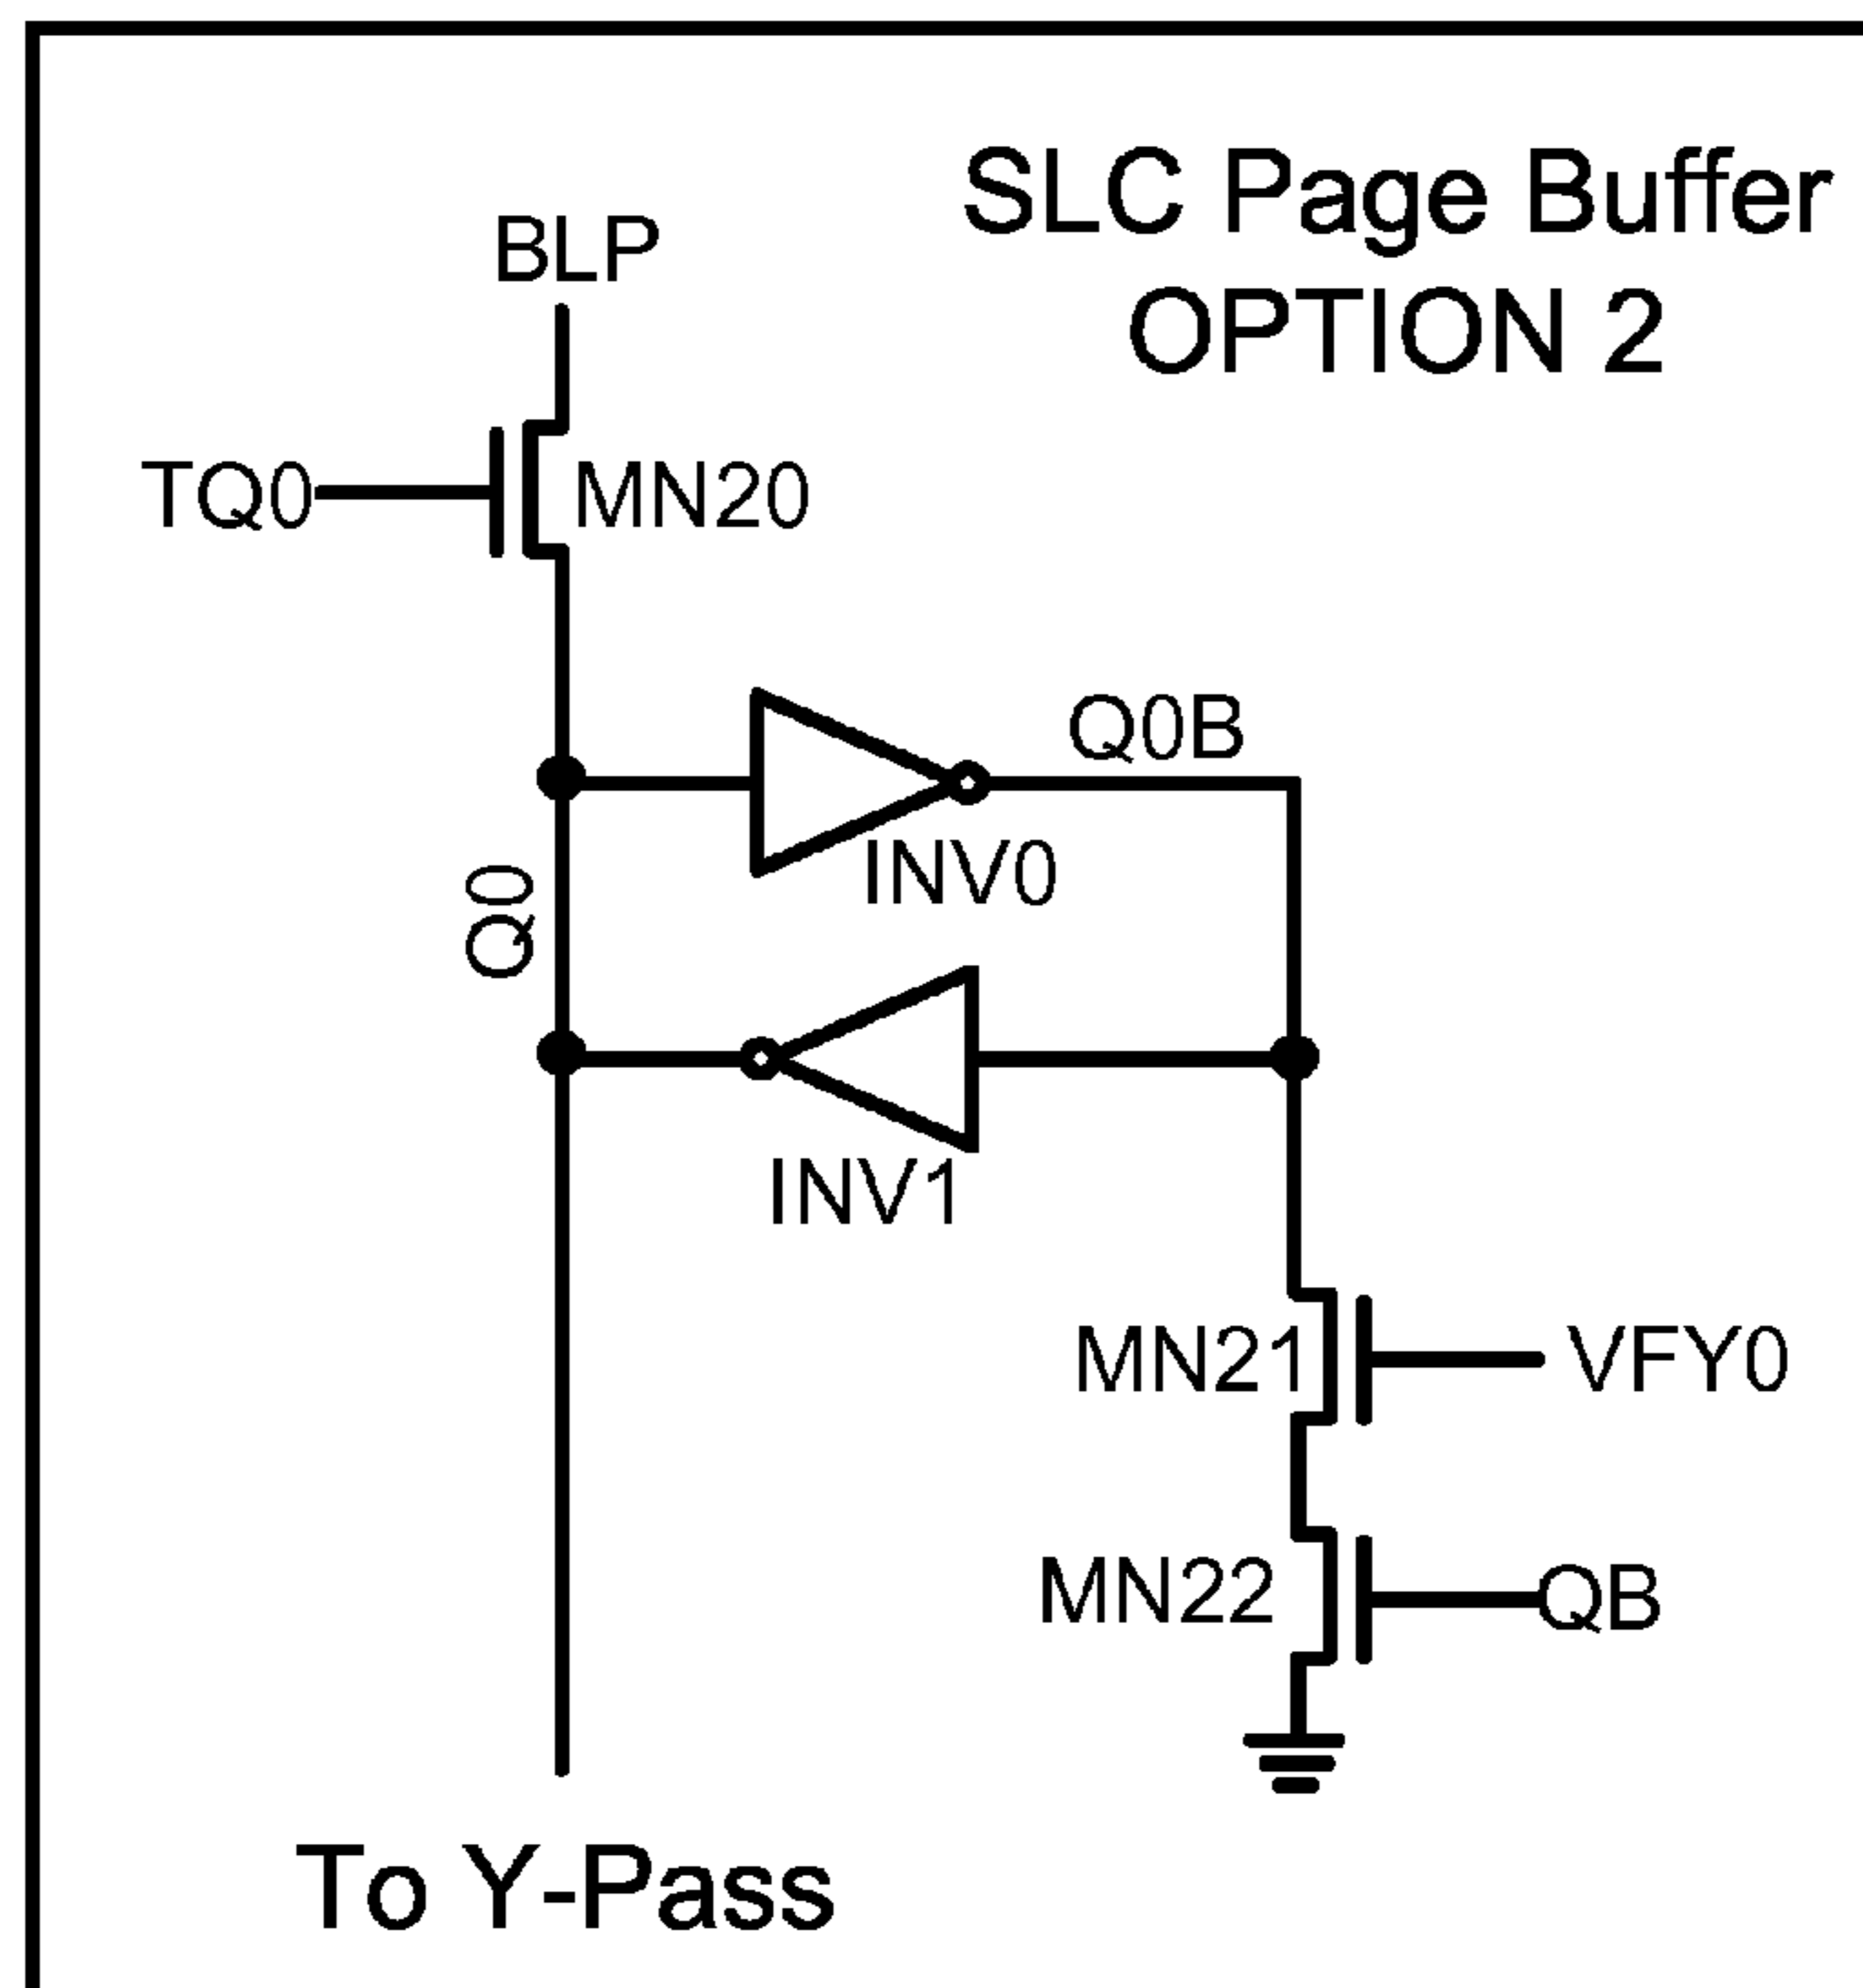 SLC Page Buffer
OPTION 2
BLP
TQ0
MN20
Q0B
INV0
Q0
INV1
MN21
VFY0
MN22
QB
To Y-Pass